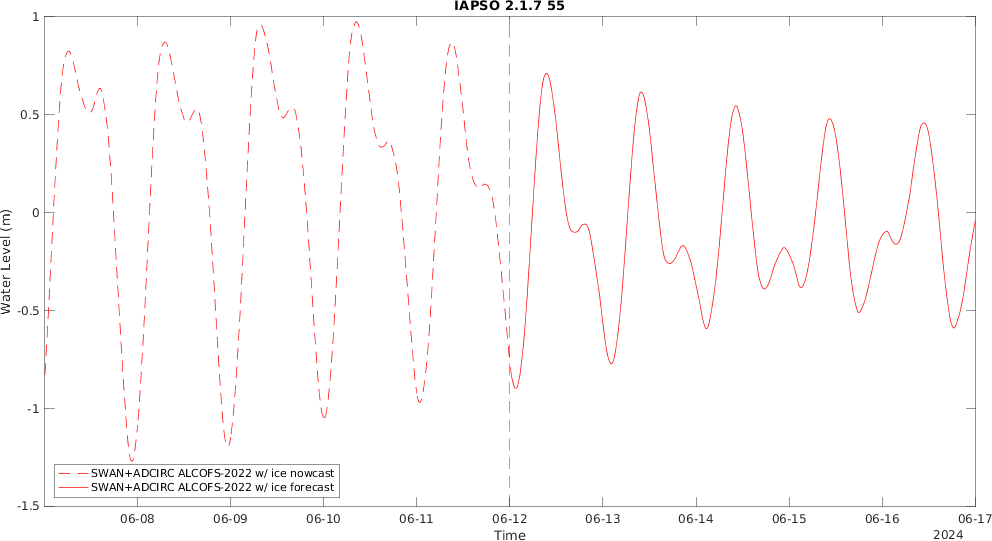 IAPSO 2.1.7 55
1
0.5
0
-0.5
-1
-1.5
Water Level (m)
SWAN+ADCIRC ALCOFS-2022 w/ ice nowcast
SWAN+ADCIRC ALCOFS-2022 w/ ice forecast
06-08 06-09 06-10 06-11 06-12 06-13 06-14 06-15 06-16 06-17
Time
2024